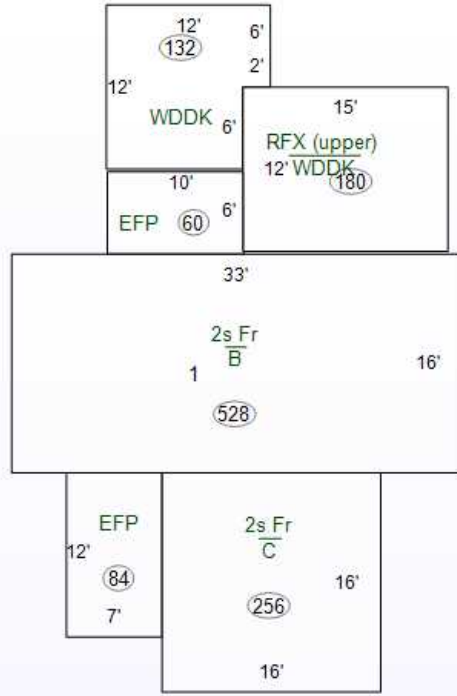 12'
132
6'
12'
2'
WDDK
6'
15'
RFX (upper)
WDDK
12'
180
10'
EFP
60
6'
33'
2s Fr
B
1
16'
528
EFP
12'
84
7'
2s Fr
C
16'
256
16'